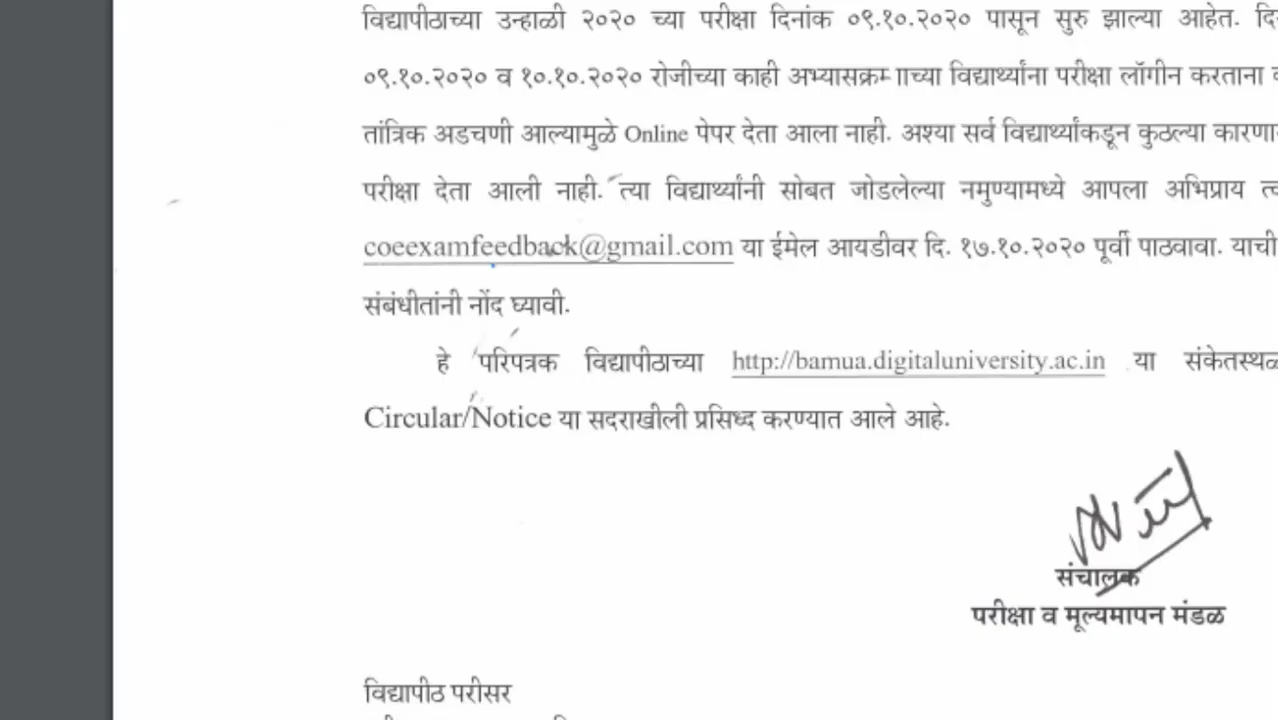 विद्यापीठाच्या उन्हाळी २०२० च्या परीक्षा दिनांक ०९.१०.२०२० पासून सुरु झाल्या आहेत.
०९.१०.२०२० व १०.१०.२०२० रोजीच्या काही अभ्यासक्रमाच्या विद्यार्थ्यांना परीक्षा लॉगीन करताना
तांत्रिक अडचणी आल्यामुळे Online पेपर देता आला नाही. अश्या सर्व विद्यार्थ्यांकडून कुठल्या
परीक्षा देता आली नाही. त्या विद्यार्थ्यांनी सोबत जोडलेल्या नमुण्यामध्ये आपला अभिप्राय
coeexamfeedback@gmail.com या ईमेल आयडीवर दि. १७.१०.२०२० पूर्वी पाठवावा. याची
संबंधीतांनी नोंद घ्यावी.
हे परिपत्रक विद्यापीठाच्या http://bamua.digitaluniversity.ac.in या
Circular/Notice या सदराखीली प्रसिध्द करण्यात आले आहे.
संचालक
परीक्षा व मूल्यमापन मंडळ
विद्यापीठ परीसर